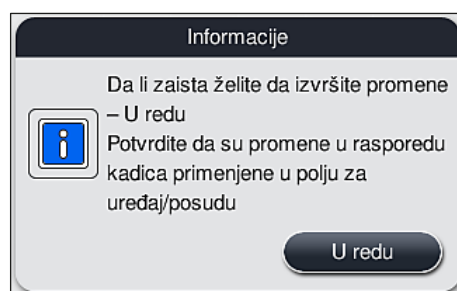 Informacije
Da li zaista želite da izvršite promene
– U redu
Potvrdite da su promene u rasporedu
kadica primenjene u polju za
uređaj/posudu
U redu